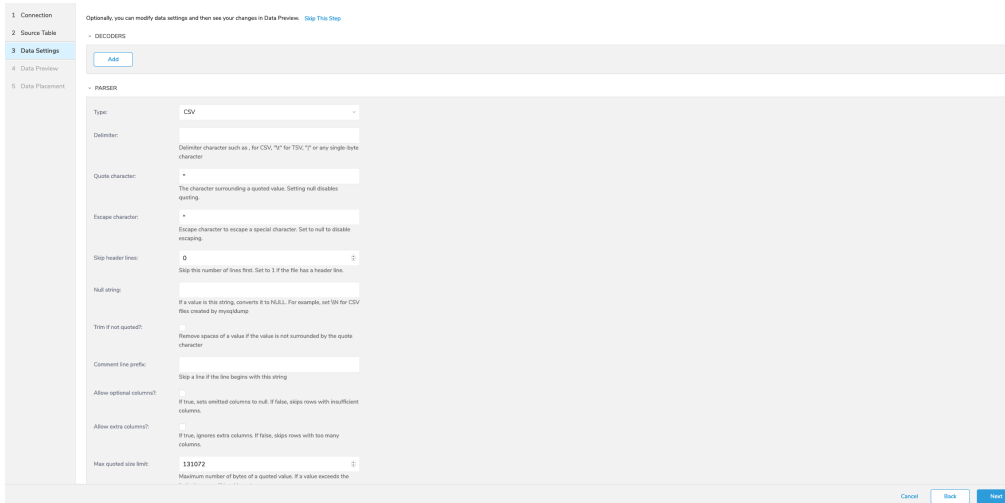 1 Connection
2 Source Table
3 Data Settings
4 Data Preview
5 Data Placement
Optionally, you can modify data settings and then see your changes in Data Preview. Skip This Step
DECODERS
Add
PARSER
Type: CSV
Delimiter:
Delimiter character such as , for CSV, "\t" for TSV, "|" or any single-byte
character
Quote character: "
The character surrounding a quoted value. Setting null disables
quoting.
Escape character: "
Escape character to escape a special character. Set to null to disable
escaping.
Skip header lines: 0
Skip this number of lines first. Set to 1 if the file has a header line.
Null string:
If a value is this string, converts it to NULL. For example, set \N for CSV
files created by mysqldump
Trim if not quoted?:
Remove spaces of a value if the value is not surrounded by the quote
character
Comment line prefix:
Skip a line if the line begins with this string
Allow optional columns?:
If true, sets omitted columns to null. If false, skips rows with insufficient
columns.
Allow extra columns?:
If true, ignores extra columns. If false, skips rows with too many
columns.
Max quoted size limit: 131072
Maximum number of bytes of a quoted value. If a value exceeds the
Cancel Back Next